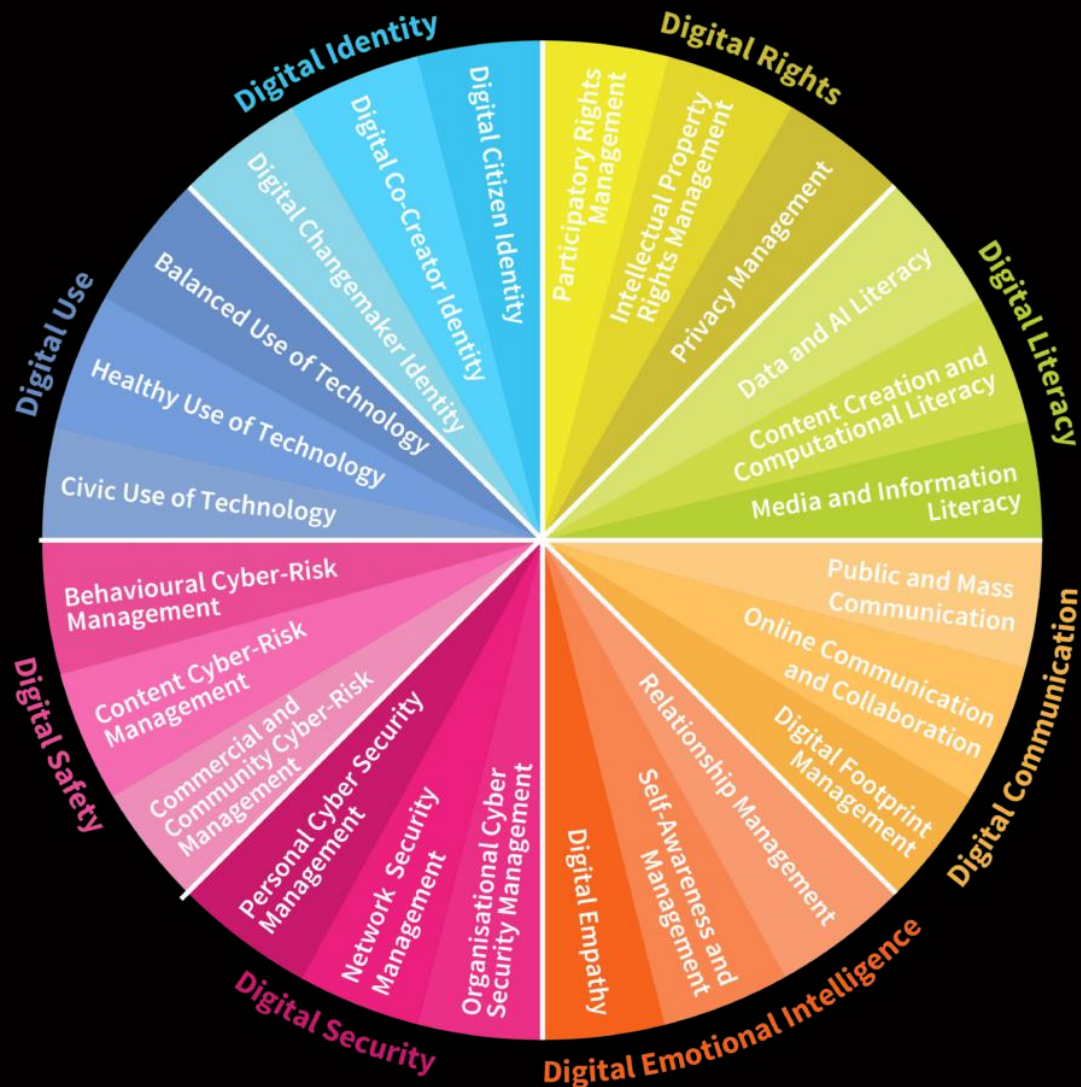 Digital Identity
Digital Citizen Identity
Digital Co-Creator Identity
Digital Changemaker Identity
Digital Use
Balanced Use of Technology
Healthy Use of Technology
Civic Use of Technology
Digital Safety
Behavioural Cyber-Risk
Management
Content Cyber-Risk
Management
Commercial and
Community Cyber-Risk
Management
Digital Security
Personal Cyber Security
Management
Network Security
Management
Organisational Cyber
Security Management
Digital Emotional Intelligence
Digital Empathy
Self-Awareness and
Management
Relationship Management
Digital Communication
Digital Footprint
Management
Online Communication
and Collaboration
Public and Mass
Communication
Digital Literacy
Media and Information
Literacy
Content Creation and
Computational Literacy
Data and AI Literacy
Digital Rights
Privacy Management
Intellectual Property
Rights Management
Participatory Rights
Management